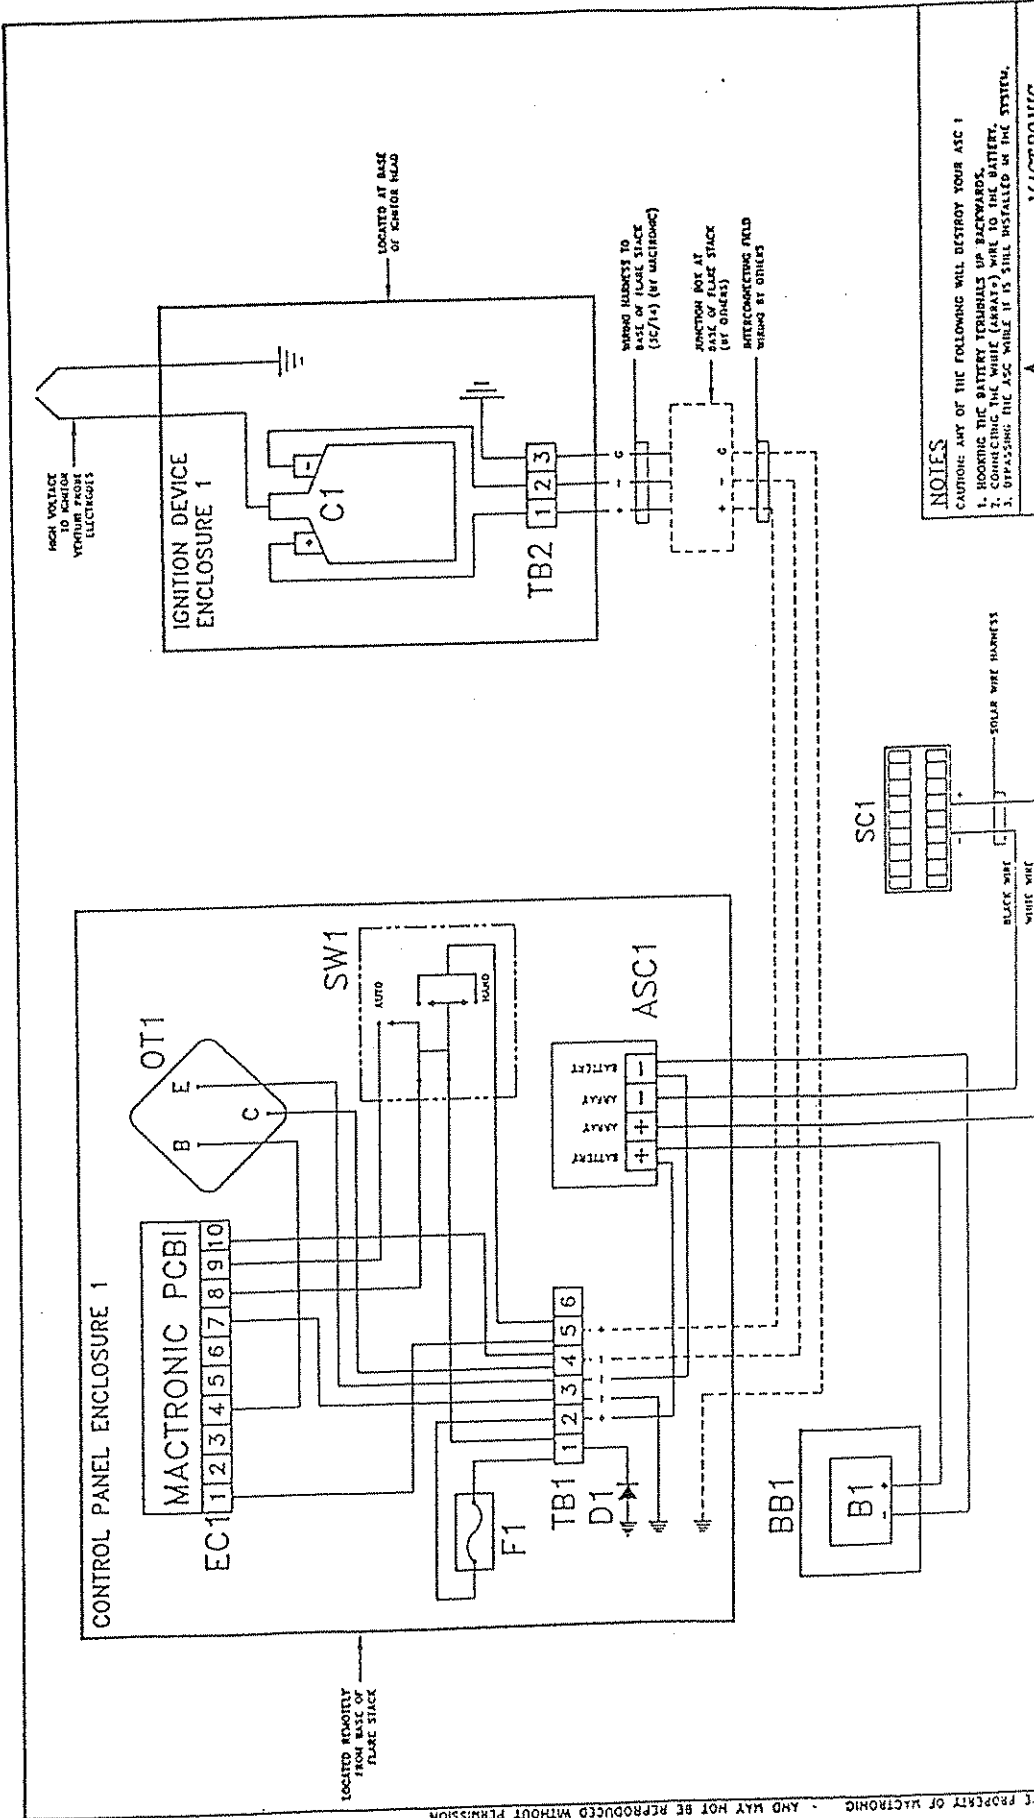 CONTROL PANEL ENCLOSURE 1
LOCATED REMOTELY
FROM BASE OF
FLARE STACK
MACTRONIC PCB1
EC1
1 2 3 4 5 6 7 8 9 10
OT1
B
E
C
SW1
AUTO
HAND
F1
TB1
1 2 3 4 5 6
+ + - - +
D1
ASC1
BATTERY
ARRAY
ARRAY
BATTERY
+ + - -
BB1
B1
- +
SC1
- +
SOLAR WIRE HARNESS
BLACK WIRE
WHITE WIRE
HIGH VOLTAGE
TO IGNITOR
VENTURI PROBE
ELECTRODES
IGNITION DEVICE
ENCLOSURE 1
+
-
C1
TB2
1 2 3
LOCATED AT BASE
OF IGNITOR HEAD
+ - G
WIRING HARNESS TO
BASE OF FLARE STACK
(SC/14) (BY MACTRONIC)
JUNCTION BOX AT
BASE OF FLARE STACK
(BY OTHERS)
+ - G
INTERCONNECTING FIELD
WIRING BY OTHERS
NOTES
CAUTION: ANY OF THE FOLLOWING WILL DESTROY YOUR ASC 1
1. HOOKING THE BATTERY TERMINALS UP BACKWARDS.
2. CONNECTING THE WHITE (ARRAY+) WIRE TO THE BATTERY.
3. BYPASSING THE ASC WHILE IT IS STILL INSTALLED IN THE SYSTEM.
PROPERTY OF MACTRONIC - AND MAY NOT BE REPRODUCED WITHOUT PERMISSION